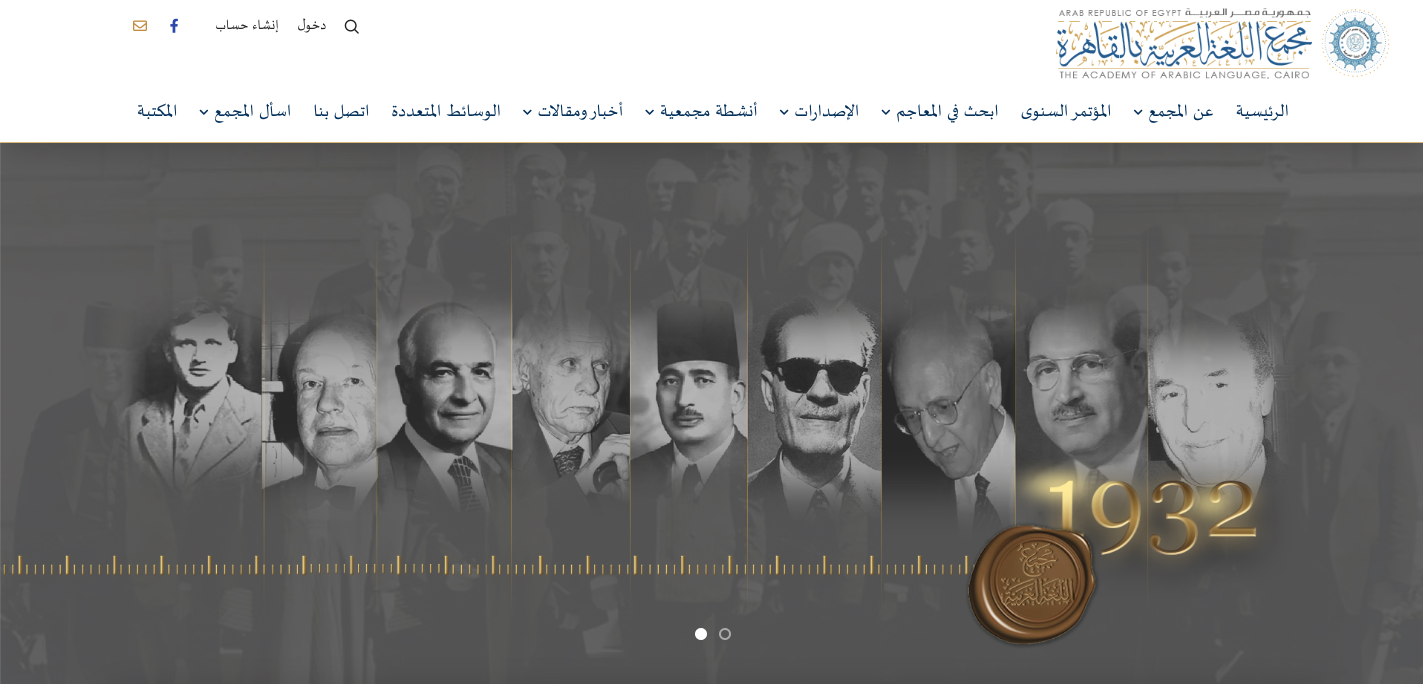 جمهورية مصر العربية ARAB REPUBLIC OF EGYPT
مجمع اللغة العربية بالقاهرة
THE ACADEMY OF ARABIC LANGUAGE, CAIRO
دخول
إنشاء حساب
الرئيسية
عن المجمع
المؤتمر السنوى
ابحث في المعاجم
الإصدارات
أنشطة مجمعية
أخبار ومقالات
الوسائط المتعددة
اتصل بنا
اسأل المجمع
المكتبة
1932
مجمع
اللغة العربية